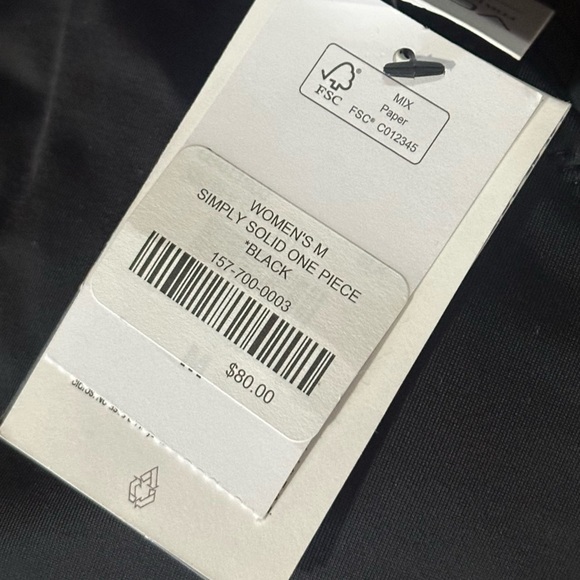 FSC
MIX
Paper
FSC® C012345
WOMEN'S M
SIMPLY SOLID ONE PIECE
*BLACK
157-700-0003
$80.00